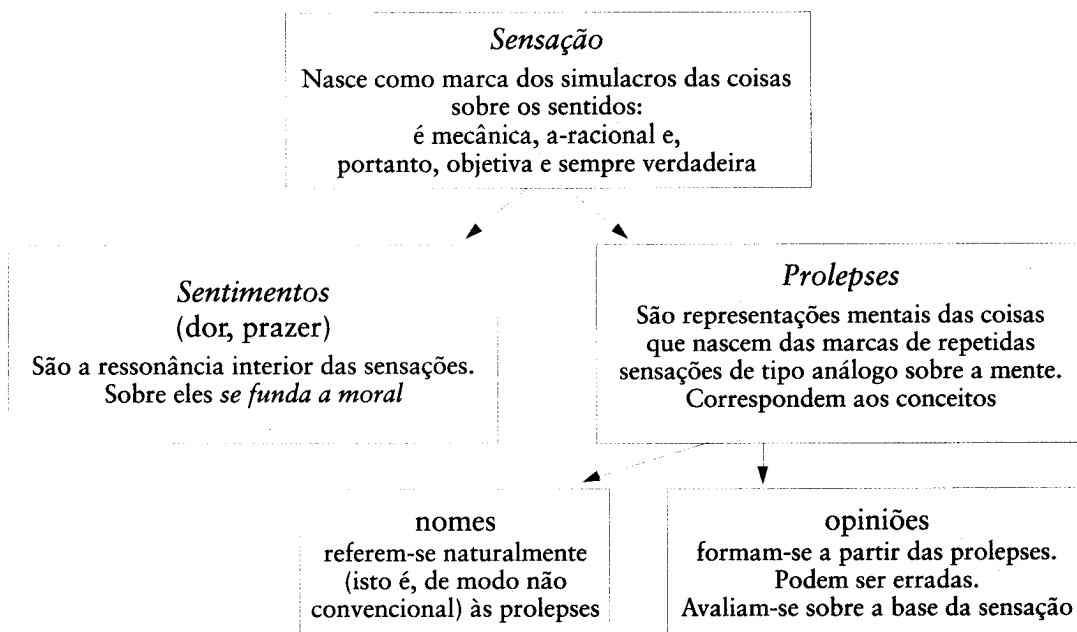 Sensação
Nasce como marca dos simulacros das coisas
sobre os sentidos:
é mecânica, a-racional e,
portanto, objetiva e sempre verdadeira
Sentimentos
(dor, prazer)
São a ressonância interior das sensações.
Sobre eles se funda a moral
Prolepses
São representações mentais das coisas
que nascem das marcas de repetidas
sensações de tipo análogo sobre a mente.
Correspondem aos conceitos
nomes
referem-se naturalmente
(isto é, de modo não
convencional) às prolepses
opiniões
formam-se a partir das prolepses.
Podem ser erradas.
Avaliam-se sobre a base da sensação